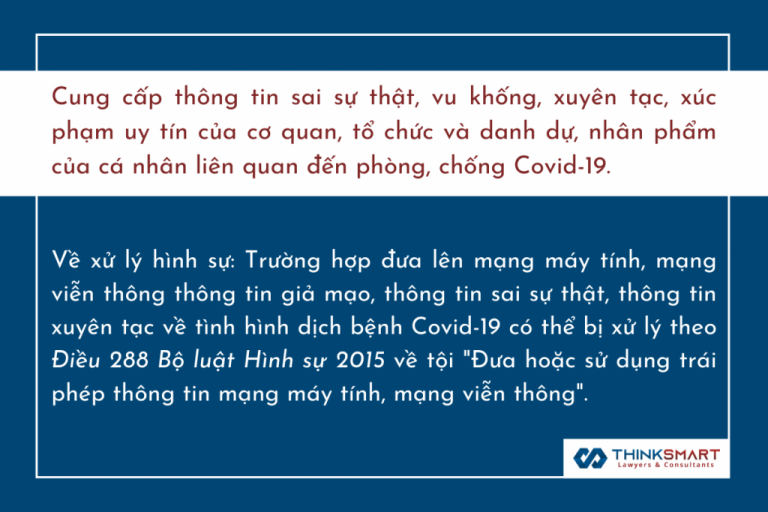 Cung cấp thông tin sai sự thật, vu khống, xuyên tạc, xúc
phạm uy tín của cơ quan, tổ chức và danh dự, nhân phẩm
của cá nhân liên quan đến phòng, chống Covid-19.
Về xử lý hình sự: Trường hợp đưa lên mạng máy tính, mạng
viễn thông thông tin giả mạo, thông tin sai sự thật, thông tin
xuyên tạc về tình hình dịch bệnh Covid-19 có thể bị xử lý theo
Điều 288 Bộ luật Hình sự 2015 về tội "Đưa hoặc sử dụng trái
phép thông tin mạng máy tính, mạng viễn thông".
THINKSMART
Lawyers & Consultants